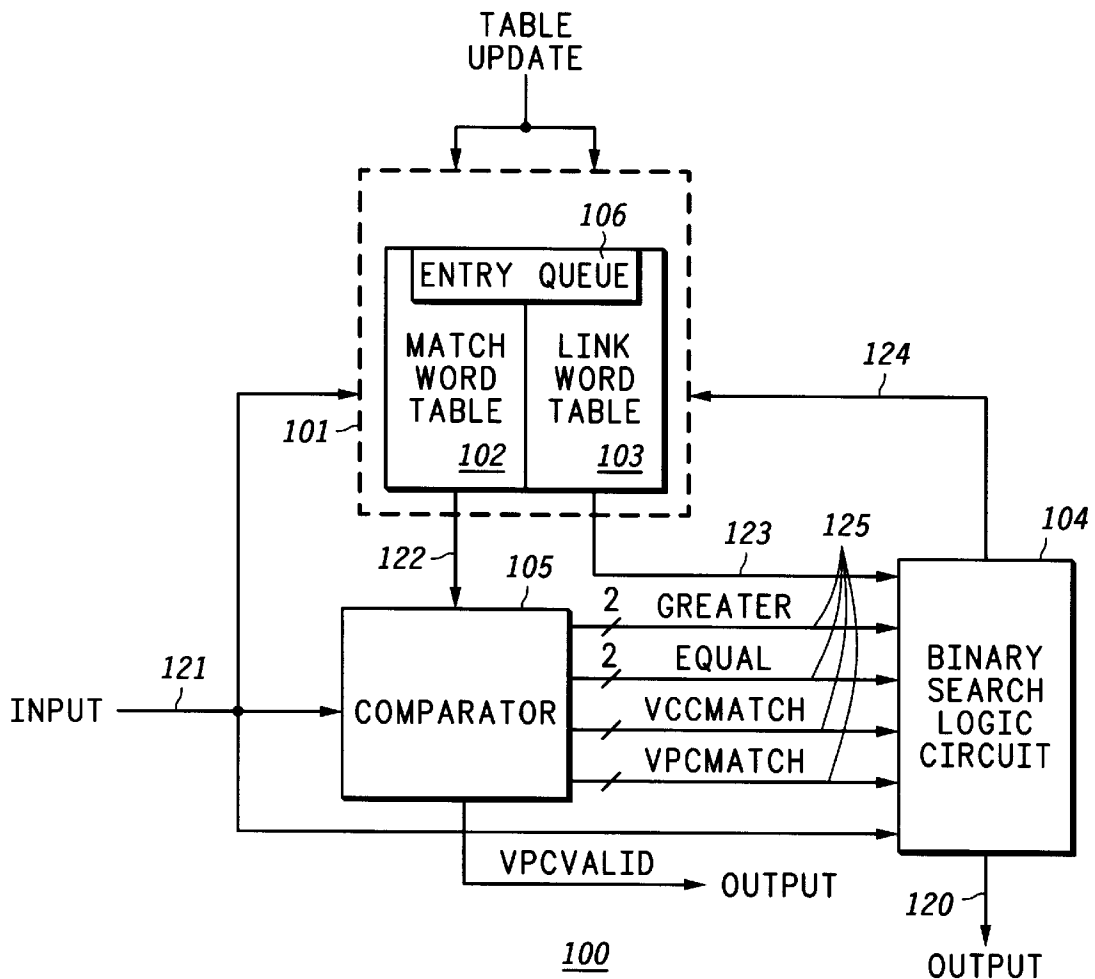 TABLE
UPDATE
106
ENTRY QUEUE
MATCH
WORD
TABLE
102
LINK
WORD
TABLE
103
101
124
122
123
125
104
105
2 GREATER
2 EQUAL
VCCMATCH
VPCMATCH
INPUT
121
COMPARATOR
BINARY
SEARCH
LOGIC
CIRCUIT
VPCVALID
OUTPUT
120
OUTPUT
100